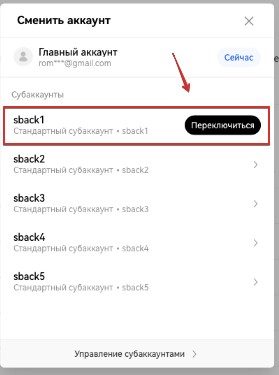 Сменить аккаунт
Главный аккаунт
rom***@gmail.com
Сейчас
Субаккаунты
sback1
Стандартный субаккаунт • sback1
Переключиться
sback2
Стандартный субаккаунт • sback2
sback3
Стандартный субаккаунт • sback3
sback4
Стандартный субаккаунт • sback4
sback5
Стандартный субаккаунт • sback5
Управление субаккаунтами